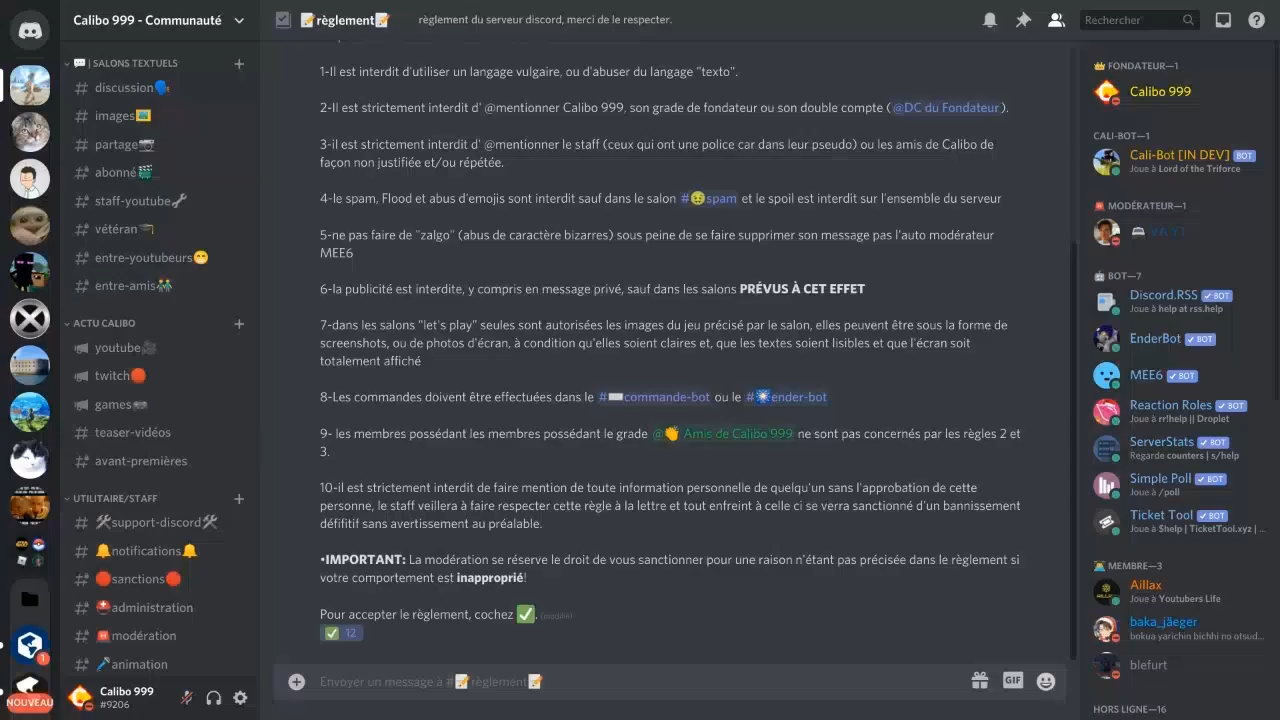 Calibo 999 - Communauté
règlement
règlement du serveur discord, merci de le respecter.
Rechercher
| SALONS TEXTUELS
discussion
images
partage
abonné
staff-youtube
vétéran
entre-youtubeurs
entre-amis
ACTU CALIBO
youtube
twitch
games
teaser-vidéos
avant-premières
UTILITAIRE/STAFF
support-discord
notifications
sanctions
administration
modération
animation
NOUVEAU
1
Calibo 999
#9206
1-Il est interdit d'utiliser un langage vulgaire, ou d'abuser du langage "texto".
2-Il est strictement interdit d' @mentionner Calibo 999, son grade de fondateur ou son double compte (@DC du Fondateur).
3-il est strictement interdit d' @mentionner le staff (ceux qui ont une police car dans leur pseudo) ou les amis de Calibo de
façon non justifiée et/ou répétée.
4-le spam, Flood et abus d'emojis sont interdit sauf dans le salon #🤢spam et le spoil est interdit sur l'ensemble du serveur
5-ne pas faire de "zalgo" (abus de caractère bizarres) sous peine de se faire supprimer son message pas l'auto modérateur
MEE6
6-la publicité est interdite, y compris en message privé, sauf dans les salons PRÉVUS À CET EFFET
7-dans les salons "let's play" seules sont autorisées les images du jeu précisé par le salon, elles peuvent être sous la forme de
screenshots, ou de photos d'écran, à condition qu'elles soient claires et, que les textes soient lisibles et que l'écran soit
totalement affiché
8-Les commandes doivent être effectuées dans le #⌨commande-bot ou le #ender-bot
9- les membres possédant les membres possédant le grade @👏 Amis de Calibo 999 ne sont pas concernés par les règles 2 et
3.
10-il est strictement interdit de faire mention de toute information personnelle de quelqu'un sans l'approbation de cette
personne, le staff veillera à faire respecter cette règle à la lettre et tout enfreint à celle ci se verra sanctionné d'un bannissement
défifitif sans avertissement au préalable.
•IMPORTANT: La modération se réserve le droit de vous sanctionner pour une raison n'étant pas précisée dans le règlement si
votre comportement est inapproprié!
Pour accepter le règlement, cochez ✅. (modifié)
✅ 12
Envoyer un message à #📝règlement📝
GIF
FONDATEUR—1
Calibo 999
CALI-BOT—1
Cali-Bot [IN DEV] BOT
Joue à Lord of the Triforce
MODÉRATEUR—1
BOT—7
Discord.RSS BOT
Joue à help at rss.help
EnderBot BOT
MEE6 BOT
Reaction Roles BOT
Joue à rr!help || Droplet
ServerStats BOT
Regarde counters | s/help
Simple Poll BOT
Joue à /poll
Ticket Tool BOT
Joue à $help | TicketTool.xyz | ...
MEMBRE—3
Aillax
Joue à Youtubers Life
baka_jãeger
bokua yarichin bichhi no otsud...
blefurt
HORS LIGNE—16